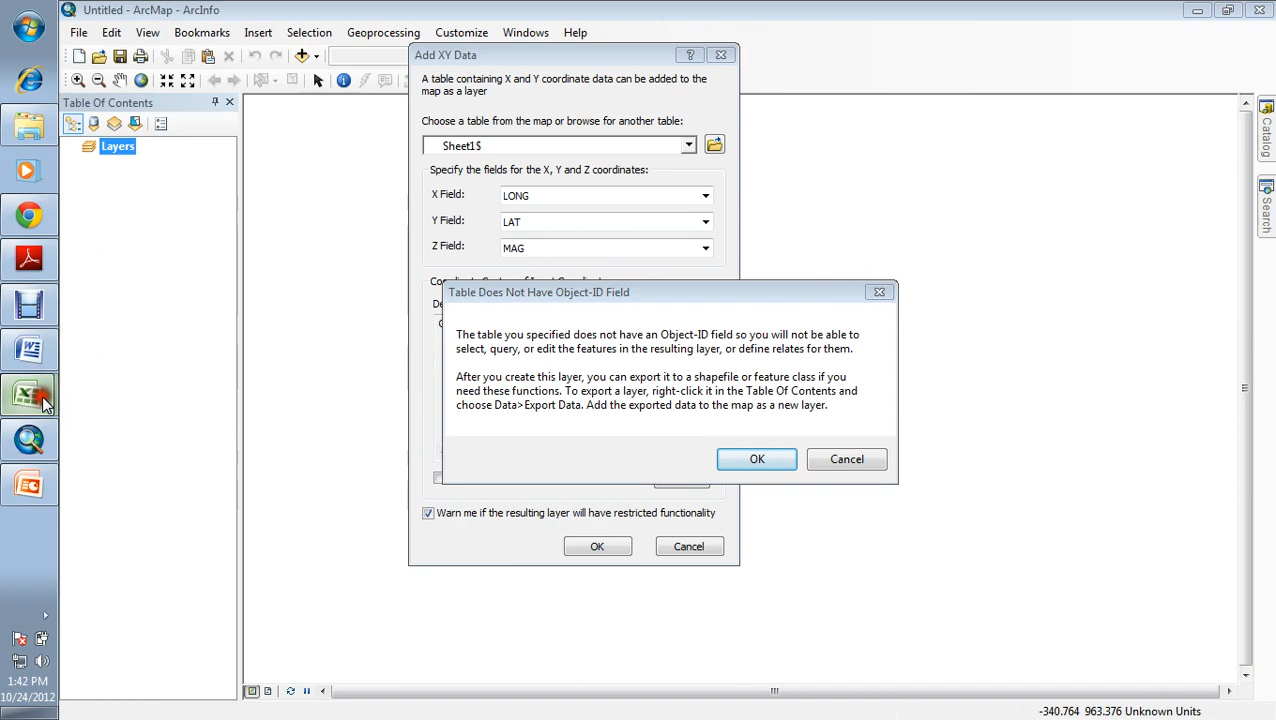 Untitled - ArcMap - ArcInfo
File Edit View Bookmarks Insert Selection Geoprocessing Customize Windows Help
Table Of Contents
Layers
Add XY Data
A table containing X and Y coordinate data can be added to the
map as a layer
Choose a table from the map or browse for another table:
Sheet1$
Specify the fields for the X, Y and Z coordinates:
X Field: LONG
Y Field: LAT
Z Field: MAG
Table Does Not Have Object-ID Field
The table you specified does not have an Object-ID field so you will not be able to
select, query, or edit the features in the resulting layer, or define relates for them.
After you create this layer, you can export it to a shapefile or feature class if you
need these functions. To export a layer, right-click it in the Table Of Contents and
choose Data>Export Data. Add the exported data to the map as a new layer.
OK Cancel
Warn me if the resulting layer will have restricted functionality
OK Cancel
Catalog
Search
1:42 PM
10/24/2012
-340.764 963.376 Unknown Units